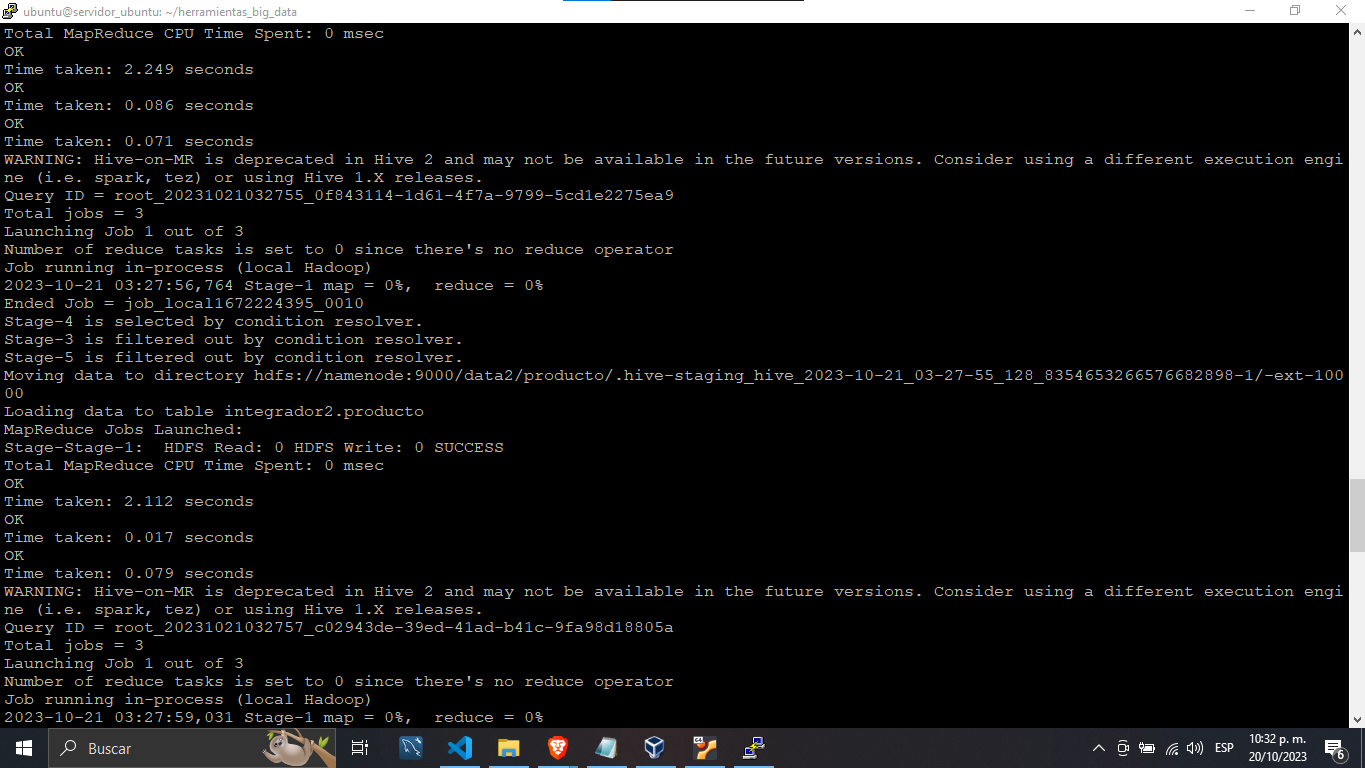 ubuntu@servidor_ubuntu: ~/herramientas_big_data
Total MapReduce CPU Time Spent: 0 msec
OK
Time taken: 2.249 seconds
OK
Time taken: 0.086 seconds
OK
Time taken: 0.071 seconds
WARNING: Hive-on-MR is deprecated in Hive 2 and may not be available in the future versions. Consider using a different execution engi
ne (i.e. spark, tez) or using Hive 1.X releases.
Query ID = root_20231021032755_0f843114-1d61-4f7a-9799-5cd1e2275ea9
Total jobs = 3
Launching Job 1 out of 3
Number of reduce tasks is set to 0 since there's no reduce operator
Job running in-process (local Hadoop)
2023-10-21 03:27:56,764 Stage-1 map = 0%,  reduce = 0%
Ended Job = job_local1672224395_0010
Stage-4 is selected by condition resolver.
Stage-3 is filtered out by condition resolver.
Stage-5 is filtered out by condition resolver.
Moving data to directory hdfs://namenode:9000/data2/producto/.hive-staging_hive_2023-10-21_03-27-55_128_8354653266576682898-1/-ext-100
00
Loading data to table integrador2.producto
MapReduce Jobs Launched:
Stage-Stage-1:  HDFS Read: 0 HDFS Write: 0 SUCCESS
Total MapReduce CPU Time Spent: 0 msec
OK
Time taken: 2.112 seconds
OK
Time taken: 0.017 seconds
OK
Time taken: 0.079 seconds
WARNING: Hive-on-MR is deprecated in Hive 2 and may not be available in the future versions. Consider using a different execution engi
ne (i.e. spark, tez) or using Hive 1.X releases.
Query ID = root_20231021032757_c02943de-39ed-41ad-b41c-9fa98d18805a
Total jobs = 3
Launching Job 1 out of 3
Number of reduce tasks is set to 0 since there's no reduce operator
Job running in-process (local Hadoop)
2023-10-21 03:27:59,031 Stage-1 map = 0%,  reduce = 0%
Buscar
64
ESP
10:32 p. m.
20/10/2023
6